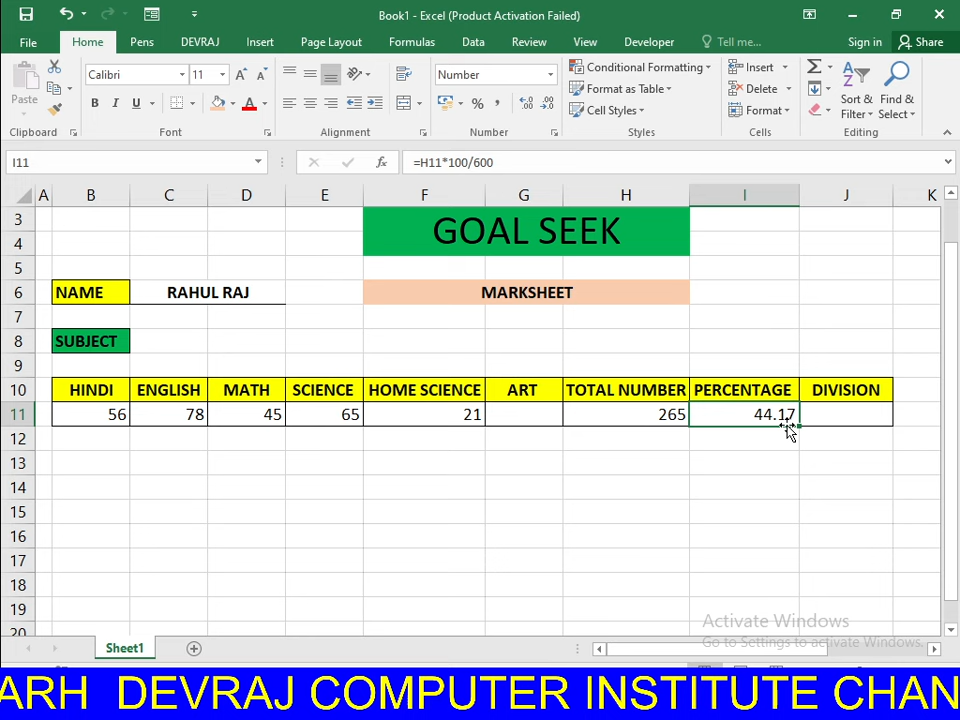 Book1 - Excel (Product Activation Failed)
File Home Pens DEVRAJ Insert Page Layout Formulas Data Review View Developer Tell me... Sign in Share
Paste Calibri 11 A A Number Conditional Formatting Insert
B I U A % , Format as Table Delete Sort & Find &
Cell Styles Format Filter Select
Clipboard Font Alignment Number Styles Cells Editing
I11 fx =H11*100/600
A B C D E F G H I J K
3
4 GOAL SEEK
5
6 NAME RAHUL RAJ MARKSHEET
7
8 SUBJECT
9
10 HINDI ENGLISH MATH SCIENCE HOME SCIENCE ART TOTAL NUMBER PERCENTAGE DIVISION
11 56 78 45 65 21 265 44.17
12
13
14
15
16
17
18
19
20
Activate Windows
Go to Settings to activate Windows.
Sheet1
ARH DEVRAJ COMPUTER INSTITUTE CHAN